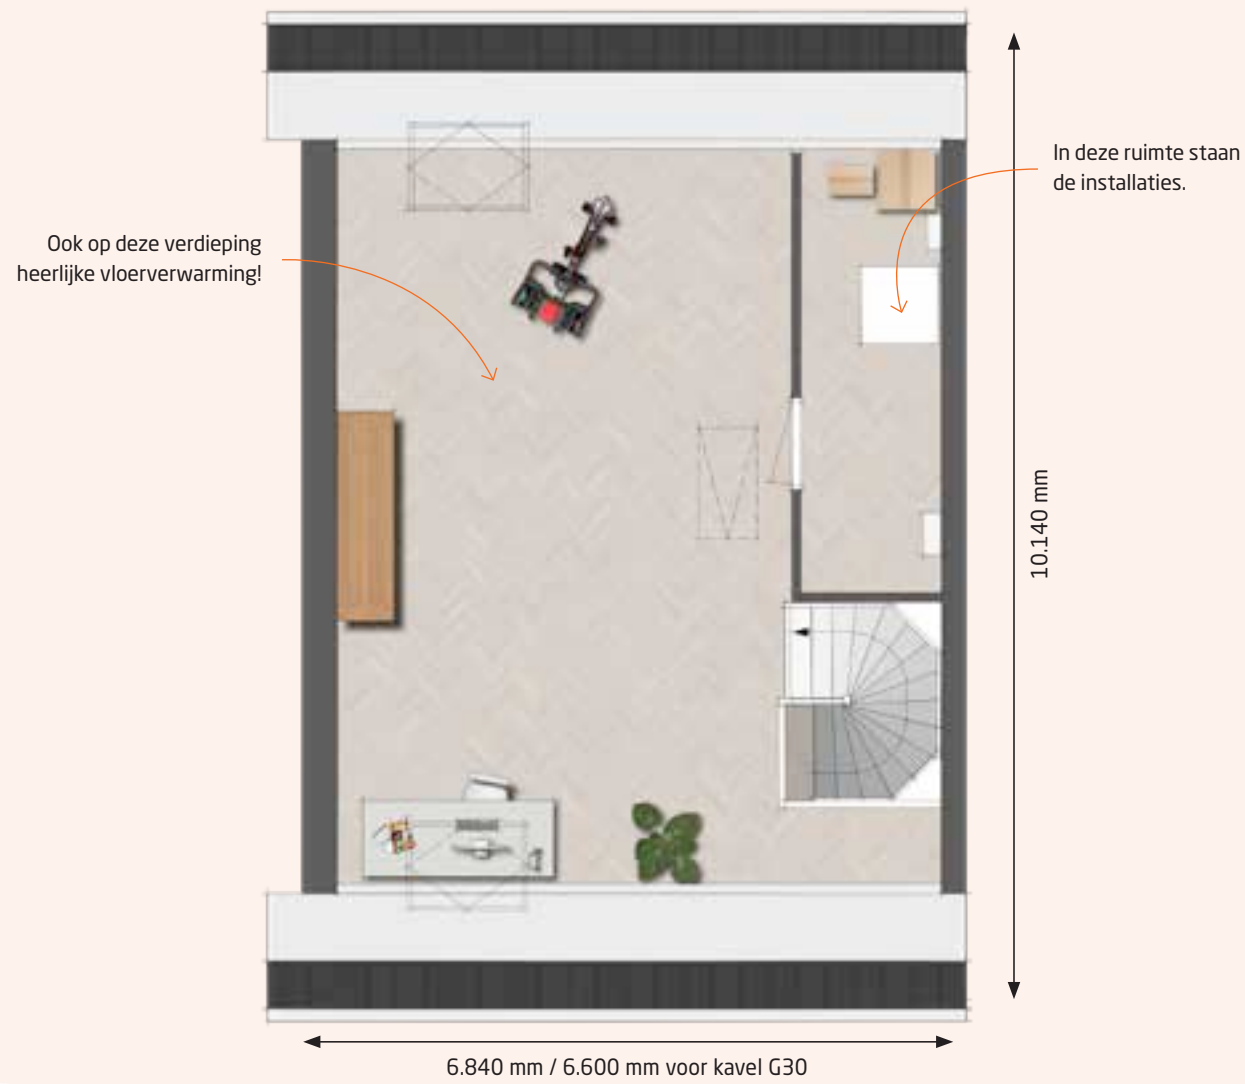 In deze ruimte staan
de installaties.
Ook op deze verdieping
heerlijke vloerverwarming!
10.140 mm
6.840 mm / 6.600 mm voor kavel G30